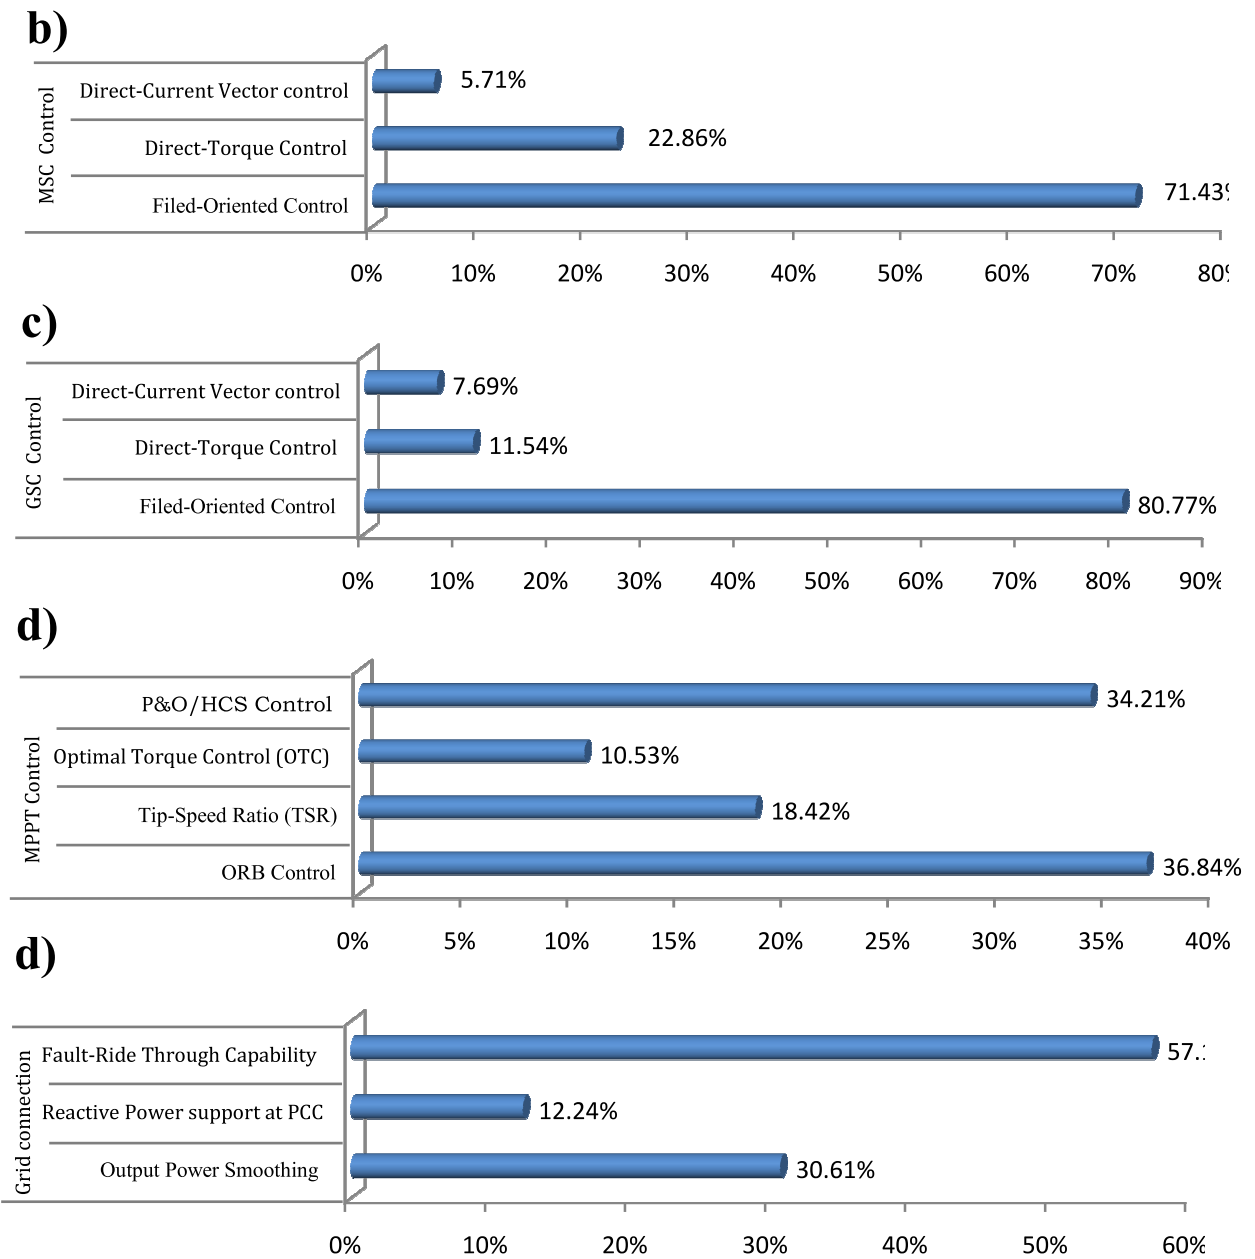 b)
MSC Control
Direct-Current Vector control
5.71%
Direct-Torque Control
22.86%
Filed-Oriented Control
71.43%
0% 10% 20% 30% 40% 50% 60% 70% 80%
c)
GSC Control
Direct-Current Vector control
7.69%
Direct-Torque Control
11.54%
Filed-Oriented Control
80.77%
0% 10% 20% 30% 40% 50% 60% 70% 80% 90%
d)
MPPT Control
P&O/HCS Control
34.21%
Optimal Torque Control (OTC)
10.53%
Tip-Speed Ratio (TSR)
18.42%
ORB Control
36.84%
0% 5% 10% 15% 20% 25% 30% 35% 40%
d)
Grid connection
Fault-Ride Through Capability
57.
Reactive Power support at PCC
12.24%
Output Power Smoothing
30.61%
0% 10% 20% 30% 40% 50% 60%